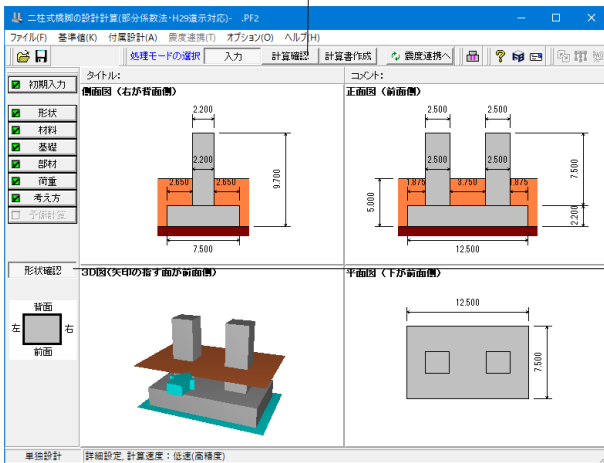 二柱式橋脚の設計計算(部分係数法・H29道示対応)- .PF2
ファイル(F) 基準値(K) 付属設計(A) 震度連携(T) オプション(O) ヘルプ(H)
処理モードの選択 入力 計算確認 計算書作成 震度連携へ
初期入力
形状
材料
基礎
部材
荷重
考え方
予備計算
形状確認
背面
左 右
前面
タイトル:
コメント:
側面図 (右が背面側)
2.200
2.200
2.650 2.650
9.700
7.500
正面図 (前面側)
2.500 2.500
2.500 2.500
1.875 3.750 1.875
5.000
7.500
2.200
12.500
3D図(矢印の指す面が前面側)
平面図 (下が前面側)
12.500
7.500
単独設計 詳細設定, 計算速度:低速(高精度)